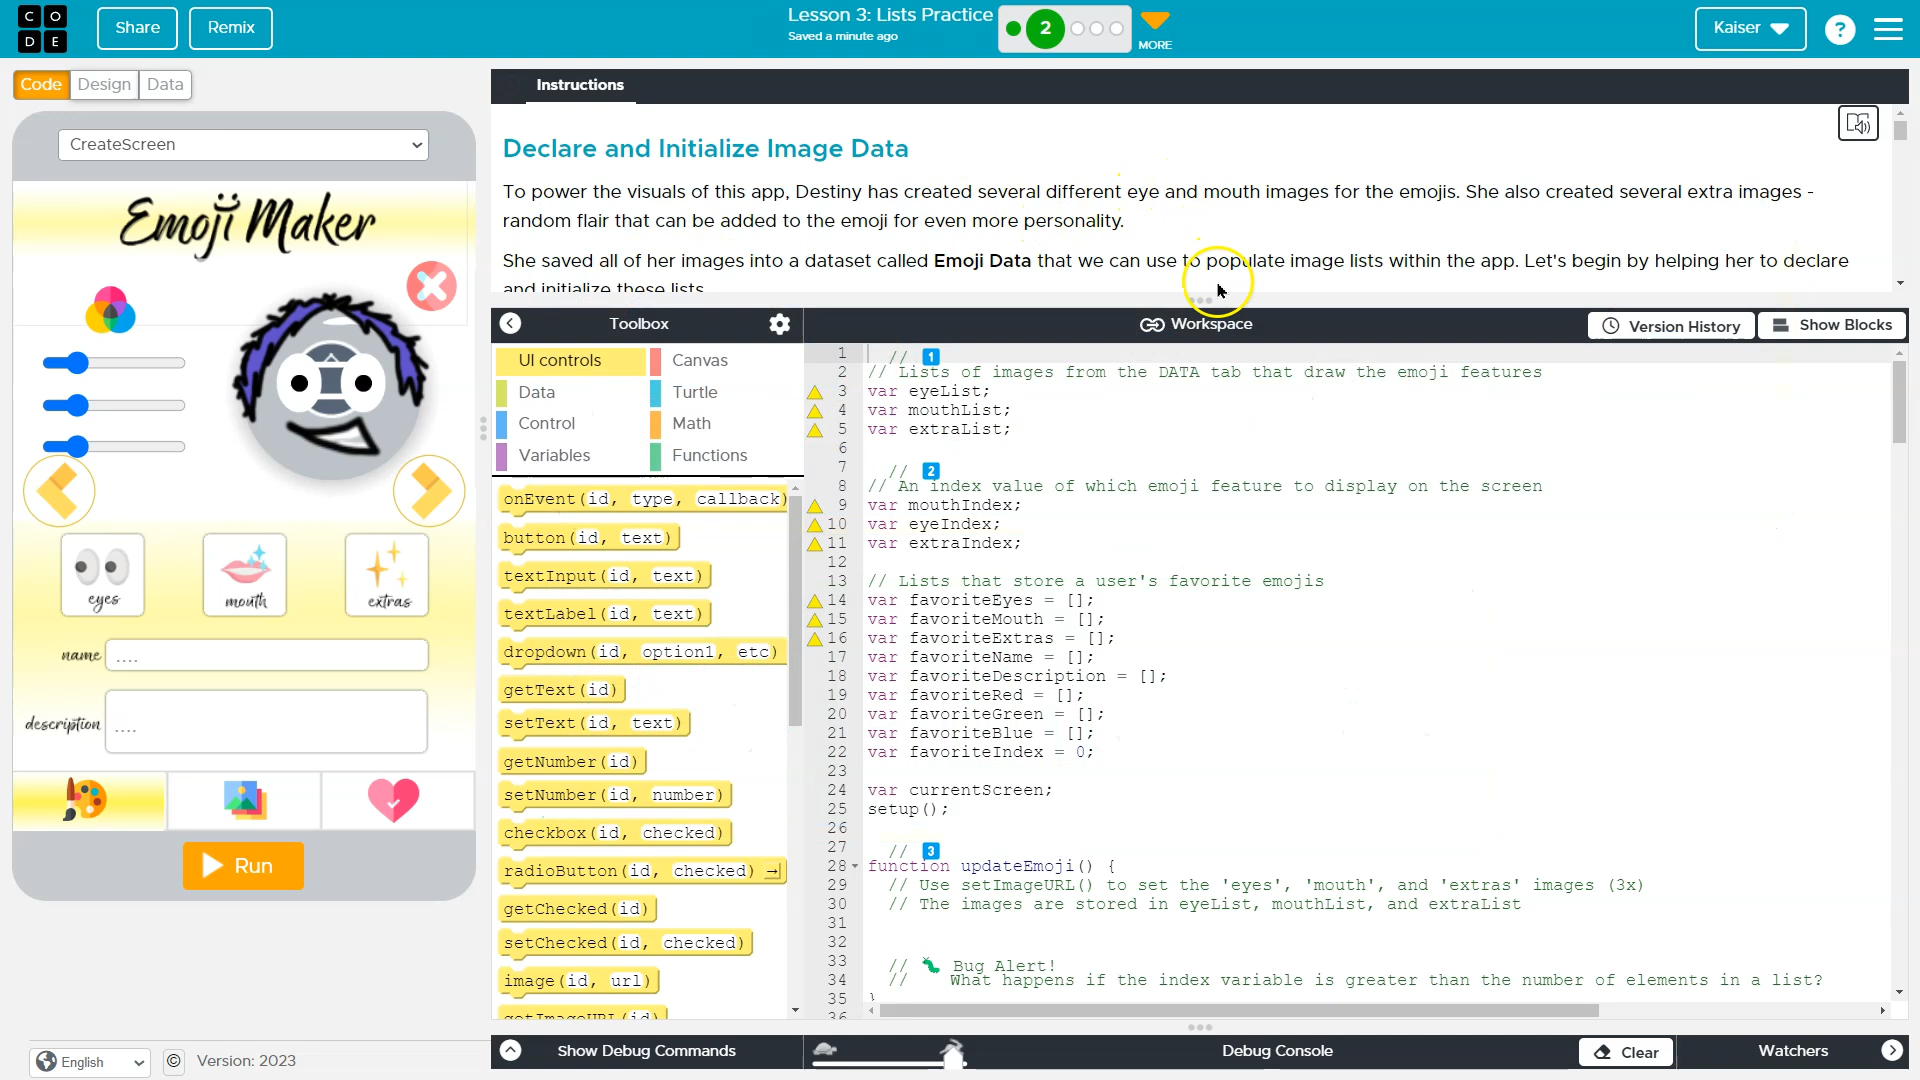 C O
D E
Share
Remix
Lesson 3: Lists Practice
Saved a minute ago
2
MORE
Kaiser
?
Code
Design
Data
CreateScreen
Emoji Maker
eyes
mouth
extras
name
....
description
....
Run
English
©
Version: 2023
Instructions
Declare and Initialize Image Data
To power the visuals of this app, Destiny has created several different eye and mouth images for the emojis. She also created several extra images -
random flair that can be added to the emoji for even more personality.
She saved all of her images into a dataset called Emoji Data that we can use to populate image lists within the app. Let's begin by helping her to declare
and initialize these lists.
Toolbox
Workspace
Version History
Show Blocks
UI controls
Canvas
Data
Turtle
Control
Math
Variables
Functions
onEvent(id, type, callback)
button(id, text)
textInput(id, text)
textLabel(id, text)
dropdown(id, option1, etc)
getText(id)
setText(id, text)
getNumber(id)
setNumber(id, number)
checkbox(id, checked)
radioButton(id, checked)
getChecked(id)
setChecked(id, checked)
image(id, url)
getImageURL(id)
1 // 1
2 // Lists of images from the DATA tab that draw the emoji features
3 var eyeList;
4 var mouthList;
5 var extraList;
6
7 // 2
8 // An index value of which emoji feature to display on the screen
9 var mouthIndex;
10 var eyeIndex;
11 var extraIndex;
12
13 // Lists that store a user's favorite emojis
14 var favoriteEyes = [];
15 var favoriteMouth = [];
16 var favoriteExtras = [];
17 var favoriteName = [];
18 var favoriteDescription = [];
19 var favoriteRed = [];
20 var favoriteGreen = [];
21 var favoriteBlue = [];
22 var favoriteIndex = 0;
23
24 var currentScreen;
25 setup();
26
27 // 3
28 function updateEmoji() {
29 // Use setImageURL() to set the 'eyes', 'mouth', and 'extras' images (3x)
30 // The images are stored in eyeList, mouthList, and extraList
31
32
33 // Bug Alert!
34 // What happens if the index variable is greater than the number of elements in a list?
35 }
36
Show Debug Commands
Debug Console
Clear
Watchers